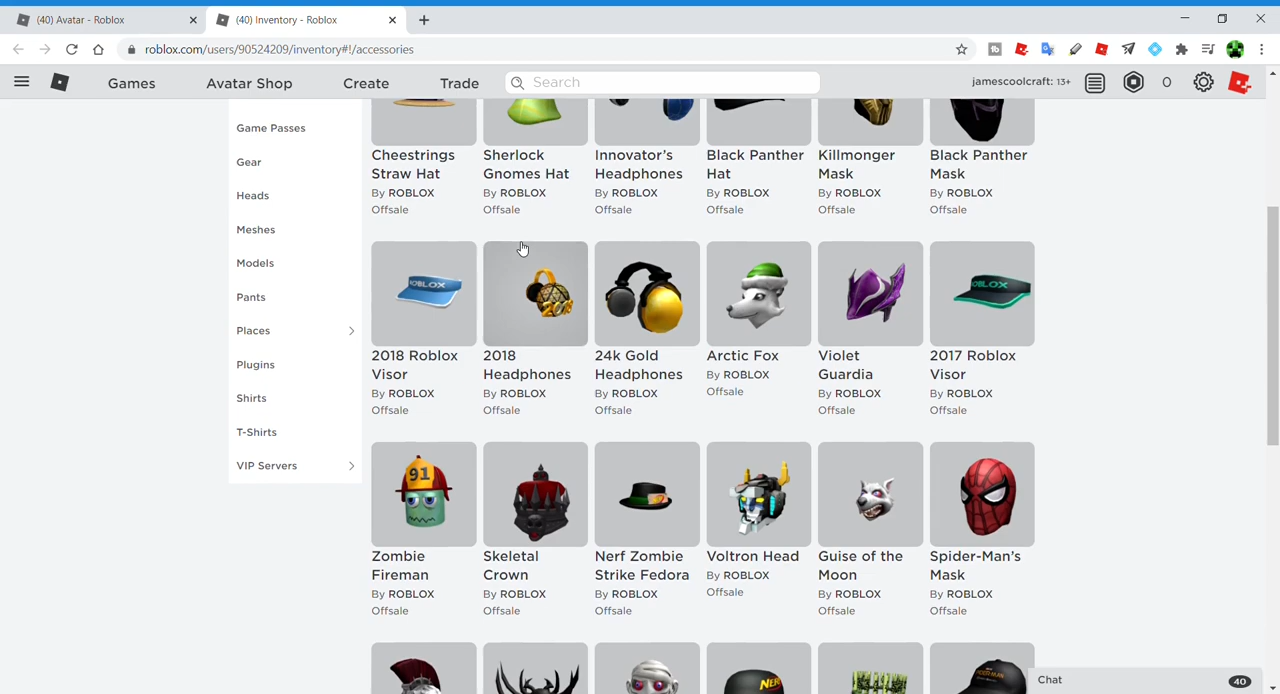 (40) Avatar - Roblox
(40) Inventory - Roblox
roblox.com/users/90524209/inventory#!/accessories
Games
Avatar Shop
Create
Trade
Search
jamescoolcraft: 13+
0
Game Passes
Gear
Heads
Meshes
Models
Pants
Places
Plugins
Shirts
T-Shirts
VIP Servers
Cheestrings
Straw Hat
By ROBLOX
Offsale
Sherlock
Gnomes Hat
By ROBLOX
Offsale
Innovator's
Headphones
By ROBLOX
Offsale
Black Panther
Hat
By ROBLOX
Offsale
Killmonger
Mask
By ROBLOX
Offsale
Black Panther
Mask
By ROBLOX
Offsale
ROBLOX
2018 Roblox
Visor
By ROBLOX
Offsale
2018
2018
Headphones
By ROBLOX
Offsale
24k Gold
Headphones
By ROBLOX
Offsale
Arctic Fox
By ROBLOX
Offsale
Violet
Guardia
By ROBLOX
Offsale
ROBLOX
2017 Roblox
Visor
By ROBLOX
Offsale
91
Zombie
Fireman
By ROBLOX
Offsale
Skeletal
Crown
By ROBLOX
Offsale
Nerf Zombie
Strike Fedora
By ROBLOX
Offsale
Voltron Head
By ROBLOX
Offsale
Guise of the
Moon
By ROBLOX
Offsale
Spider-Man's
Mask
By ROBLOX
Offsale
NERF
Chat
40